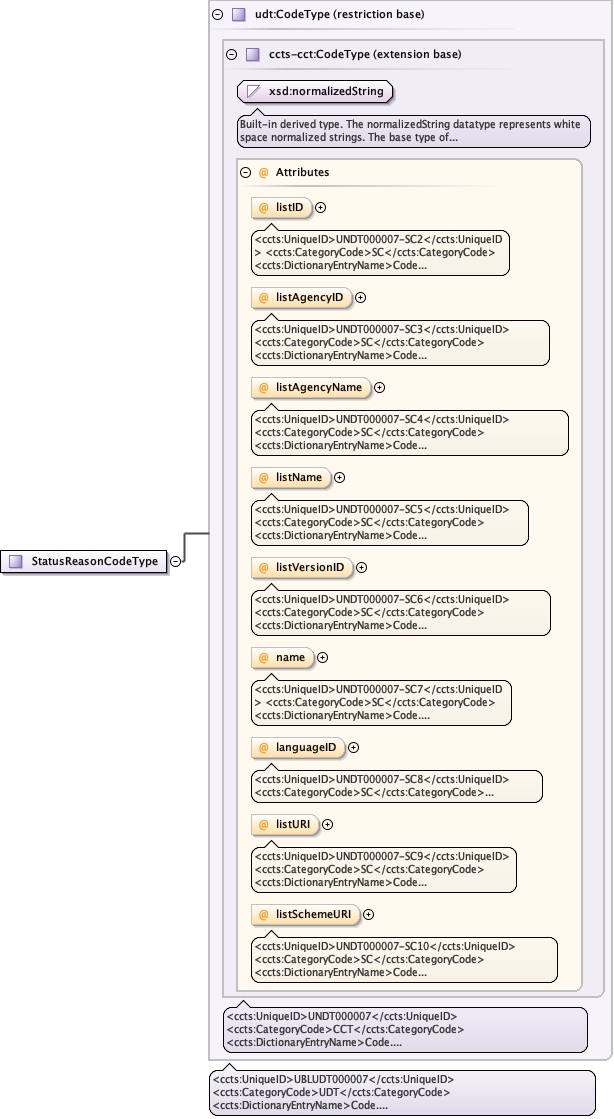 udt:CodeType (restriction base)
ccts-cct:CodeType (extension base)
xsd:normalizedString
Built-in derived type. The normalizedString datatype represents white
space normalized strings. The base type of...
@ Attributes
@ listID
<ccts:UniqueID>UNDT000007-SC2</ccts:UniqueID
> <ccts:CategoryCode>SC</ccts:CategoryCode>
<ccts:DictionaryEntryName>Code...
@ listAgencyID
<ccts:UniqueID>UNDT000007-SC3</ccts:UniqueID>
<ccts:CategoryCode>SC</ccts:CategoryCode>
<ccts:DictionaryEntryName>Code...
@ listAgencyName
<ccts:UniqueID>UNDT000007-SC4</ccts:UniqueID>
<ccts:CategoryCode>SC</ccts:CategoryCode>
<ccts:DictionaryEntryName>Code...
@ listName
<ccts:UniqueID>UNDT000007-SC5</ccts:UniqueID>
<ccts:CategoryCode>SC</ccts:CategoryCode>
<ccts:DictionaryEntryName>Code...
StatusReasonCodeType
@ listVersionID
<ccts:UniqueID>UNDT000007-SC6</ccts:UniqueID>
<ccts:CategoryCode>SC</ccts:CategoryCode>
<ccts:DictionaryEntryName>Code...
@ name
<ccts:UniqueID>UNDT000007-SC7</ccts:UniqueID
> <ccts:CategoryCode>SC</ccts:CategoryCode>
<ccts:DictionaryEntryName>Code....
@ languageID
<ccts:UniqueID>UNDT000007-SC8</ccts:UniqueID>
<ccts:CategoryCode>SC</ccts:CategoryCode>...
@ listURI
<ccts:UniqueID>UNDT000007-SC9</ccts:UniqueID>
<ccts:CategoryCode>SC</ccts:CategoryCode>
<ccts:DictionaryEntryName>Code...
@ listSchemeURI
<ccts:UniqueID>UNDT000007-SC10</ccts:UniqueID>
<ccts:CategoryCode>SC</ccts:CategoryCode>
<ccts:DictionaryEntryName>Code...
<ccts:UniqueID>UNDT000007</ccts:UniqueID>
<ccts:CategoryCode>CCT</ccts:CategoryCode>
<ccts:DictionaryEntryName>Code....
<ccts:UniqueID>UBLUDT000007</ccts:UniqueID>
<ccts:CategoryCode>UDT</ccts:CategoryCode>
<ccts:DictionaryEntryName>Code....